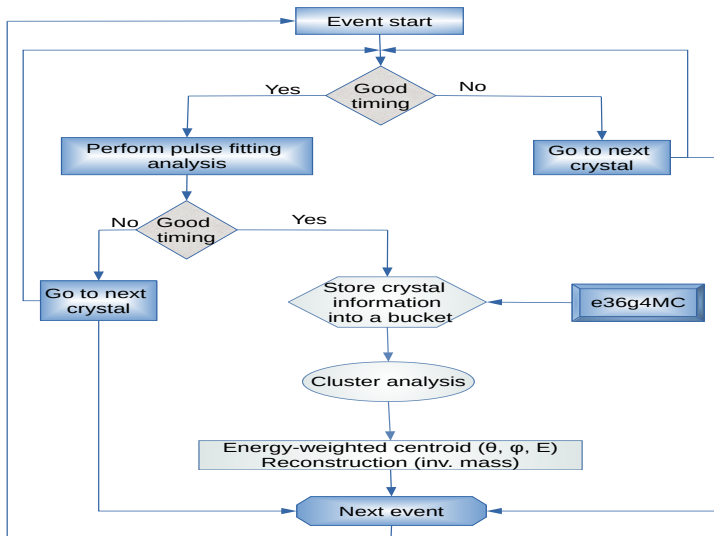 Event start
Good
timing
Yes
No
Perform pulse fitting
analysis
Go to next
crystal
Good
timing
No
Yes
Go to next
crystal
Store crystal
information
into a bucket
e36g4MC
Cluster analysis
Energy-weighted centroid (θ, φ, E)
Reconstruction (inv. mass)
Next event